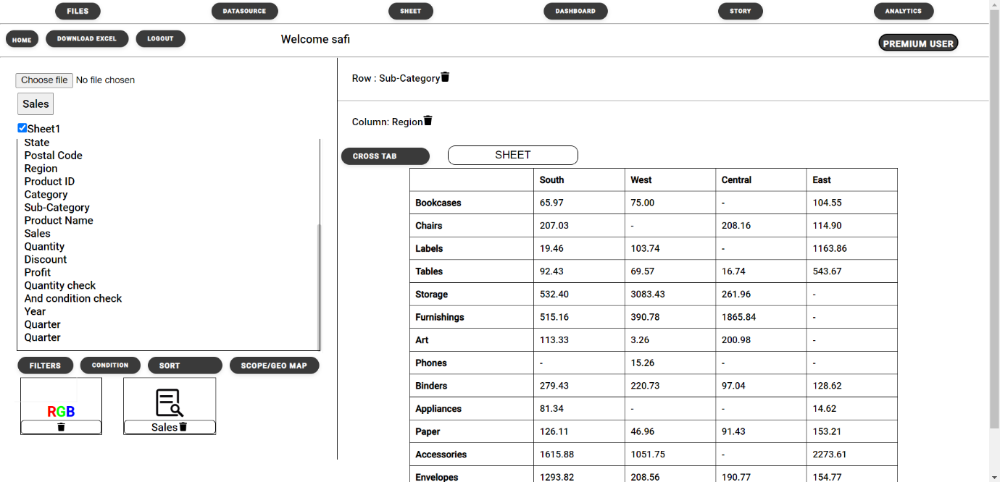 FILES DATASOURCE SHEET DASHBOARD STORY ANALYTICS
HOME DOWNLOAD EXCEL LOGOUT Welcome safi PREMIUM USER
Choose file No file chosen
Sales
Sheet1
State
Postal Code
Region
Product ID
Category
Sub-Category
Product Name
Sales
Quantity
Discount
Profit
Quantity check
And condition check
Year
Quarter
Quarter
FILTERS CONDITION SORT SCOPE/GEO MAP
RGB
Sales
Row : Sub-Category
Column: Region
CROSS TAB SHEET
South West Central East
Bookcases 65.97 75.00 - 104.55
Chairs 207.03 - 208.16 114.90
Labels 19.46 103.74 - 1163.86
Tables 92.43 69.57 16.74 543.67
Storage 532.40 3083.43 261.96 -
Furnishings 515.16 390.78 1865.84 -
Art 113.33 3.26 200.98 -
Phones - 15.26 - -
Binders 279.43 220.73 97.04 128.62
Appliances 81.34 - - 14.62
Paper 126.11 46.96 91.43 153.21
Accessories 1615.88 1051.75 - 2273.61
Envelopes 1293.82 208.56 190.77 154.77